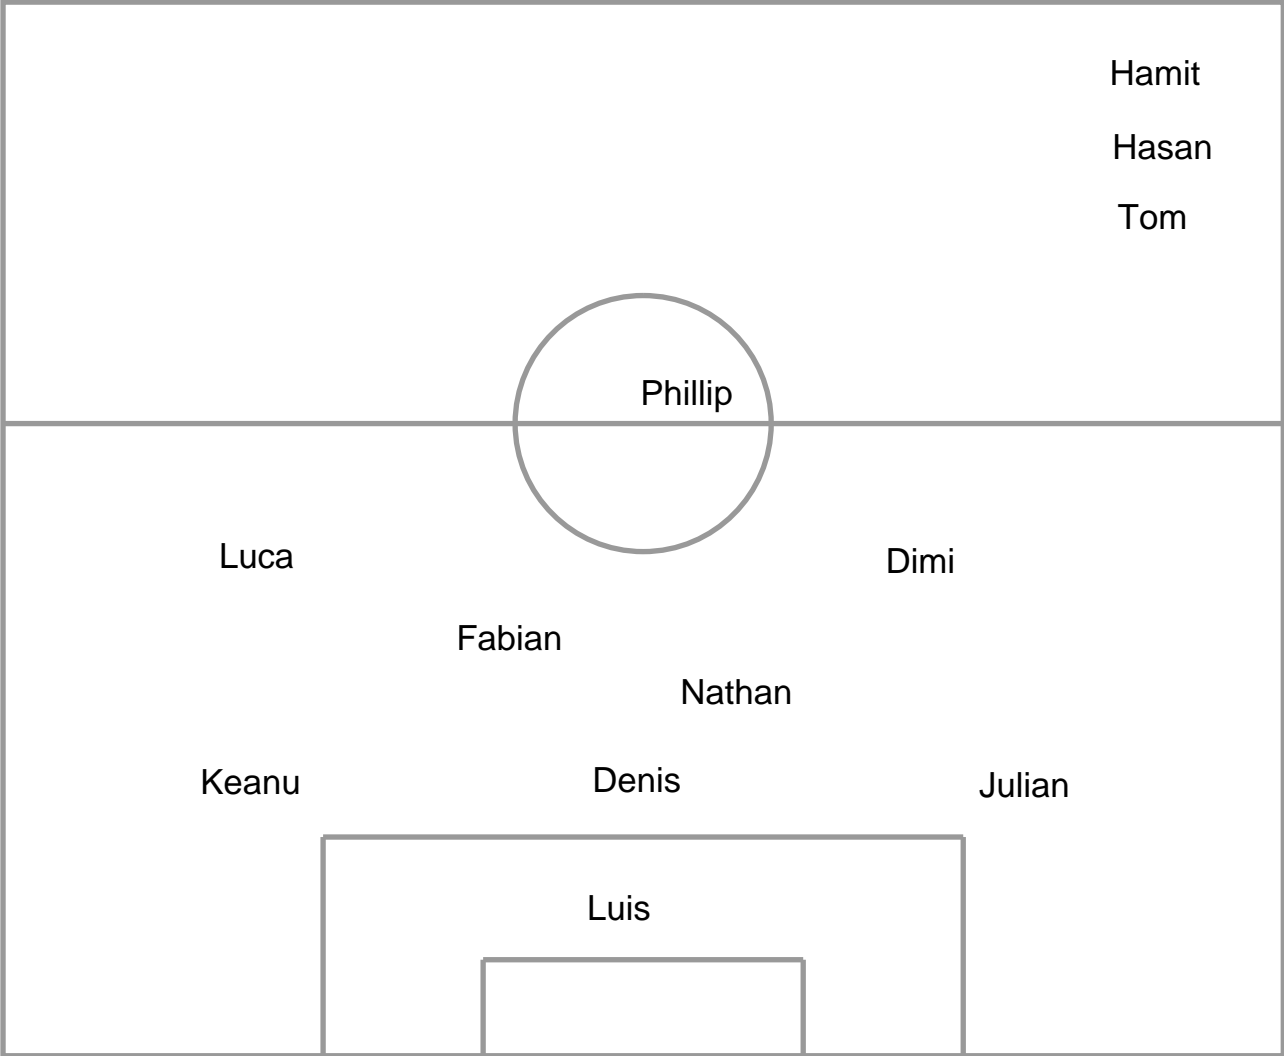 Hamit
Hasan
Tom
Phillip
Luca
Dimi
Fabian
Nathan
Keanu
Denis
Julian
Luis